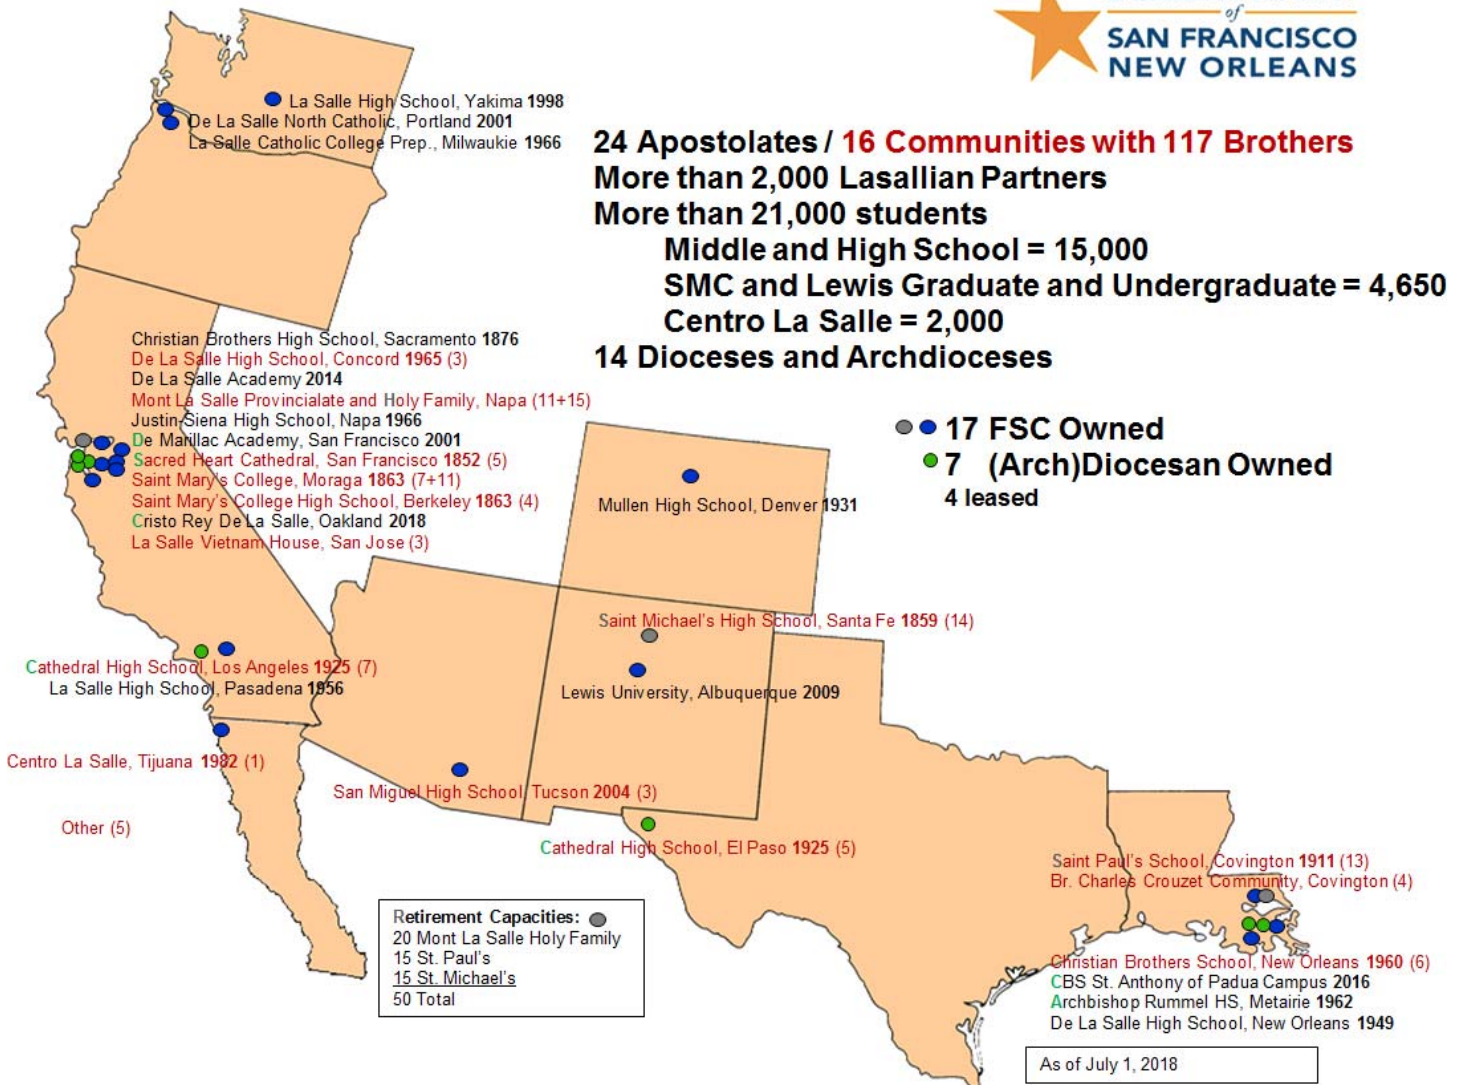 of
SAN FRANCISCO
NEW ORLEANS
La Salle High School, Yakima 1998
De La Salle North Catholic, Portland 2001
La Salle Catholic College Prep., Milwaukie 1966
24 Apostolates / 16 Communities with 117 Brothers
More than 2,000 Lasallian Partners
More than 21,000 students
Middle and High School = 15,000
SMC and Lewis Graduate and Undergraduate = 4,650
Centro La Salle = 2,000
14 Dioceses and Archdioceses
Christian Brothers High School, Sacramento 1876
De La Salle High School, Concord 1965 (3)
De La Salle Academy 2014
Mont La Salle Provincialate and Holy Family, Napa (11+15)
Justin-Siena High School, Napa 1966
De Marillac Academy, San Francisco 2001
Sacred Heart Cathedral, San Francisco 1852 (5)
Saint Mary's College, Moraga 1863 (7+11)
Saint Mary's College High School, Berkeley 1863 (4)
Cristo Rey De La Salle, Oakland 2018
La Salle Vietnam House, San Jose (3)
17 FSC Owned
7 (Arch)Diocesan Owned
4 leased
Mullen High School, Denver 1931
Saint Michael's High School, Santa Fe 1859 (14)
Lewis University, Albuquerque 2009
Cathedral High School, Los Angeles 1925 (7)
La Salle High School, Pasadena 1956
Centro La Salle, Tijuana 1982 (1)
San Miguel High School, Tucson 2004 (3)
Other (5)
Cathedral High School, El Paso 1925 (5)
Saint Paul's School, Covington 1911 (13)
Br. Charles Crouzet Community, Covington (4)
Retirement Capacities:
20 Mont La Salle Holy Family
15 St. Paul's
15 St. Michael's
50 Total
Christian Brothers School, New Orleans 1960 (6)
CBS St. Anthony of Padua Campus 2016
Archbishop Rummel HS, Metairie 1962
De La Salle High School, New Orleans 1949
As of July 1, 2018